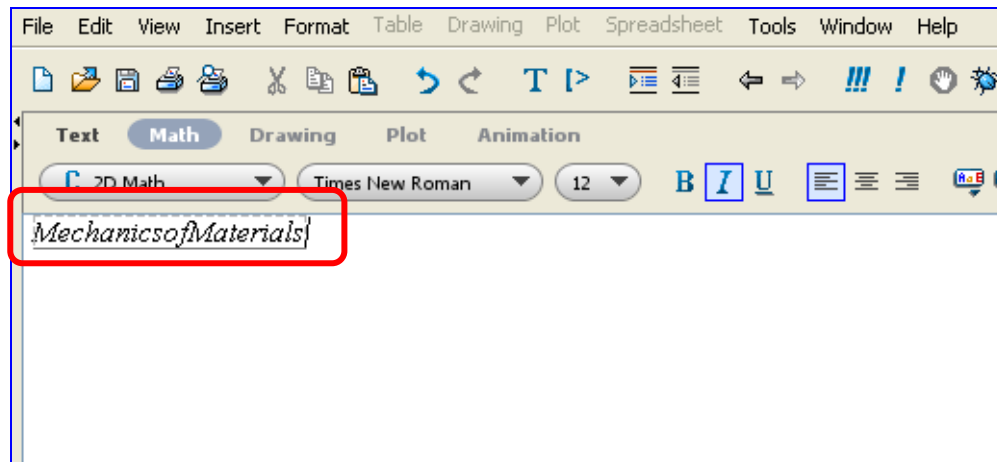 File Edit View Insert Format Table Drawing Plot Spreadsheet Tools Window Help
T [> !!! !
Text Math Drawing Plot Animation
C 2D Math Times New Roman 12 B I U
MechanicsofMaterials